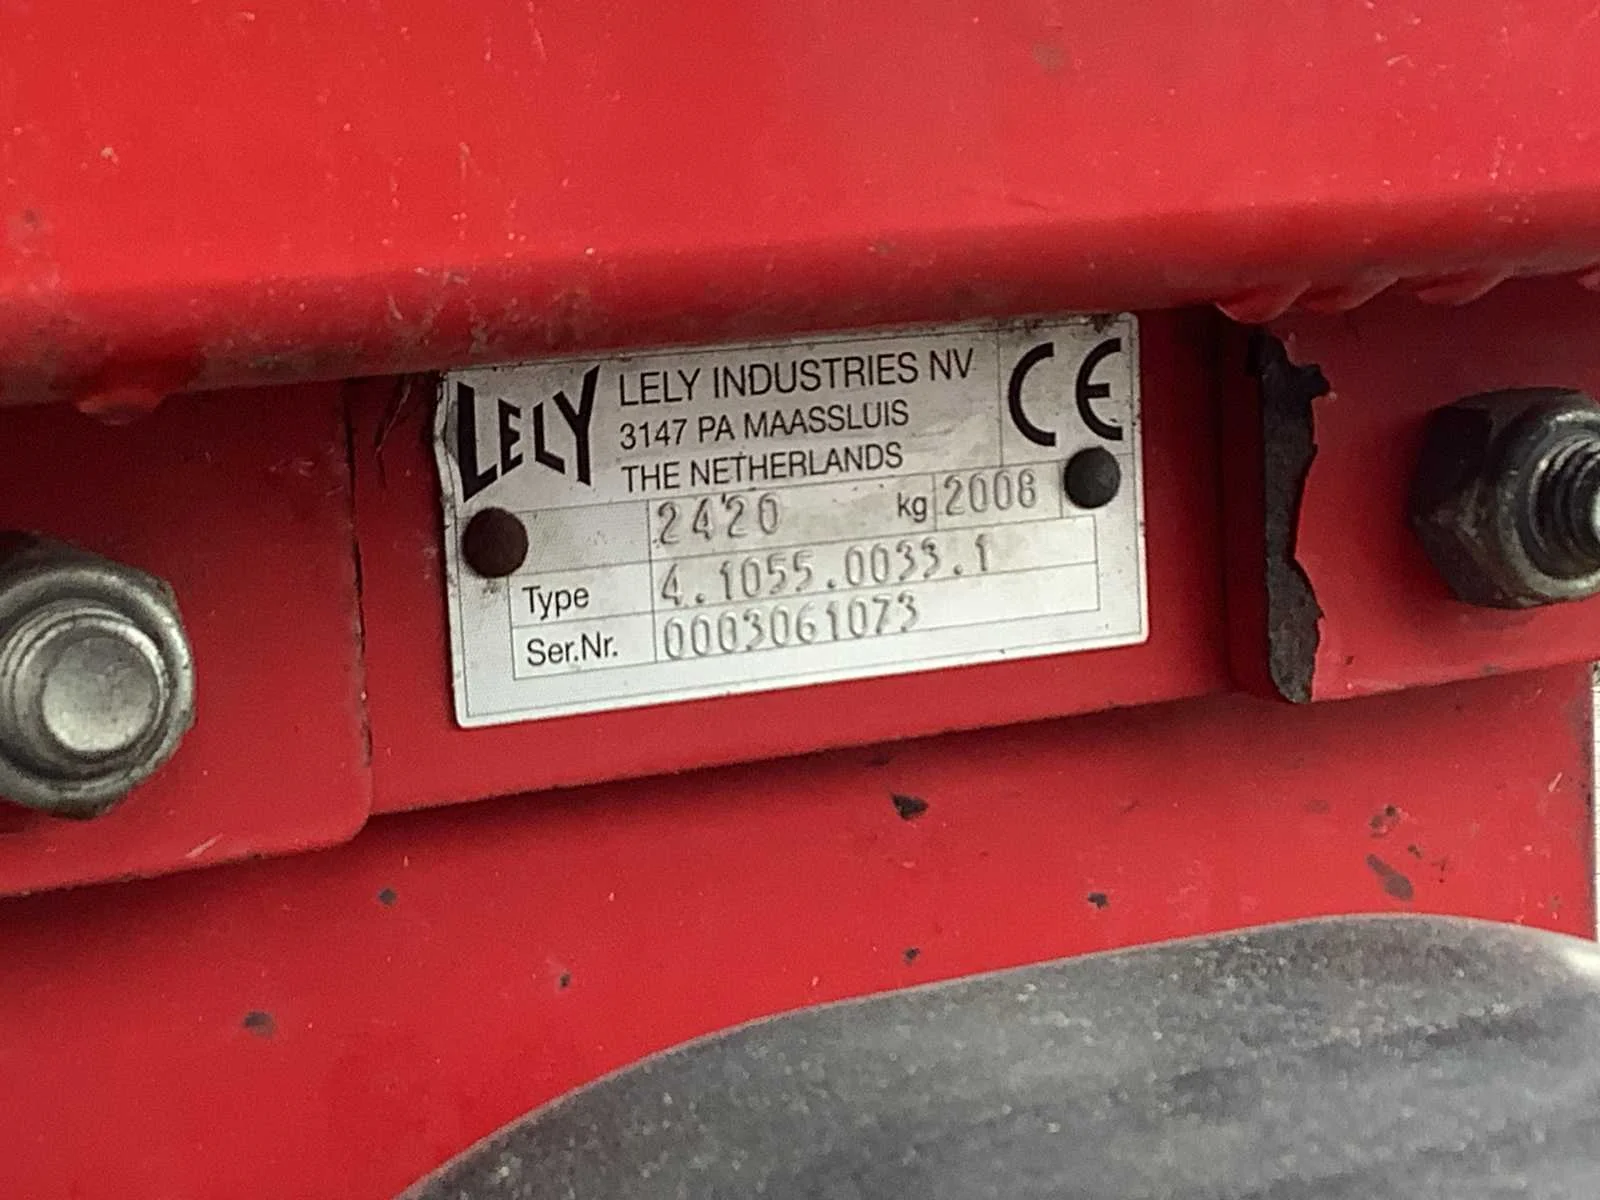 LELY
LELY INDUSTRIES NV
3147 PA MAASSLUIS
THE NETHERLANDS
CE
2420 kg 2006
Type 4.1055.0033.1
Ser.Nr. 0003061073